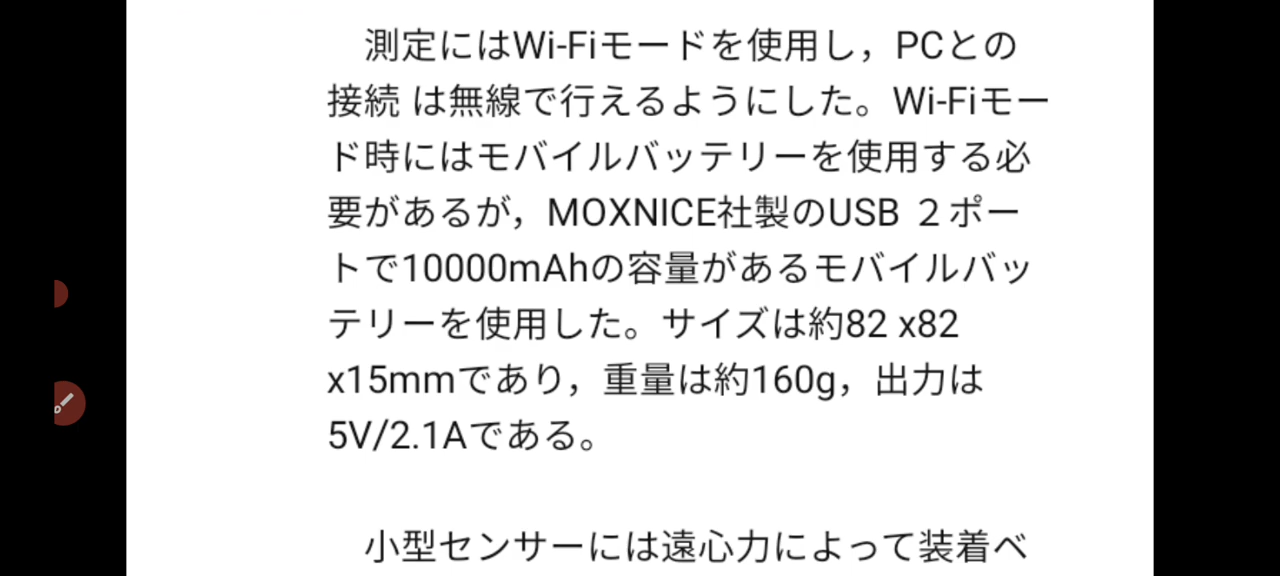 測定にはWi-Fiモードを使用し，PCとの
接続 は無線で行えるようにした。Wi-Fiモー
ド時にはモバイルバッテリーを使用する必
要があるが，MOXNICE社製のUSB ２ポー
トで10000mAhの容量があるモバイルバッ
テリーを使用した。サイズは約82 x82
x15mmであり，重量は約160g，出力は
5V/2.1Aである。
小型センサーには遠心力によって装着ベ